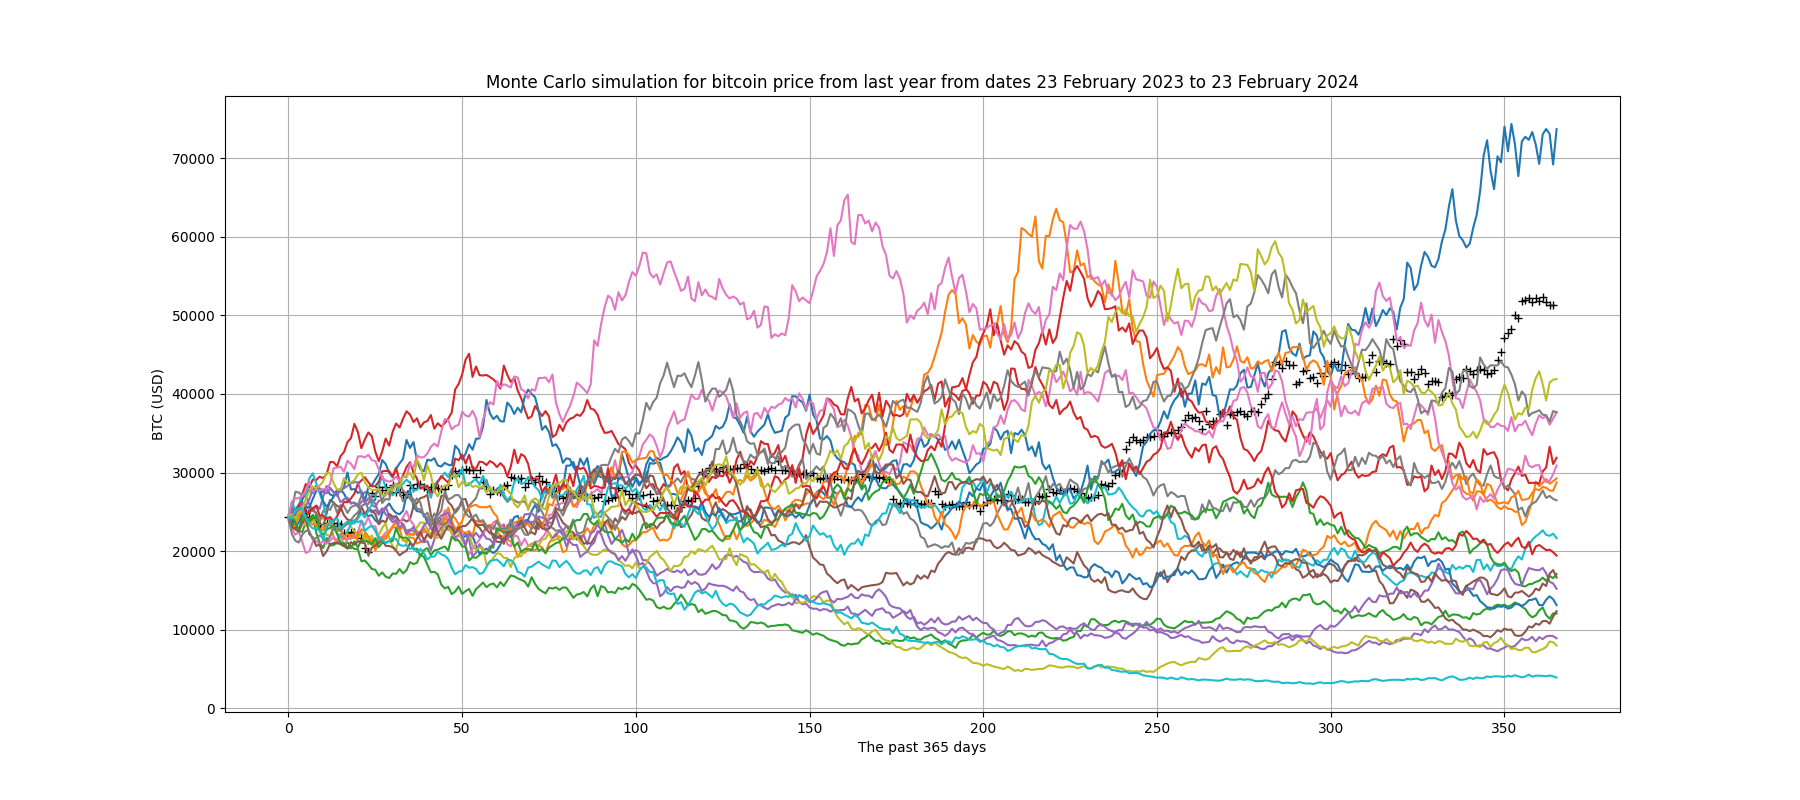 Monte Carlo simulation for bitcoin price from last year from dates 23 February 2023 to 23 February 2024
70000
60000
50000
40000
30000
20000
10000
0
BTC (USD)
0 50 100 150 200 250 300 350
The past 365 days